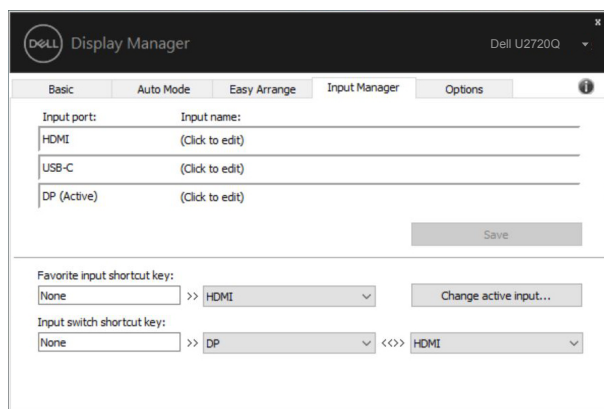 x
DELL Display Manager Dell U2720Q
Basic Auto Mode Easy Arrange Input Manager Options i
Input port: Input name:
HDMI (Click to edit)
USB-C (Click to edit)
DP (Active) (Click to edit)
Save
Favorite input shortcut key:
None >> HDMI Change active input...
Input switch shortcut key:
None >> DP <<>> HDMI